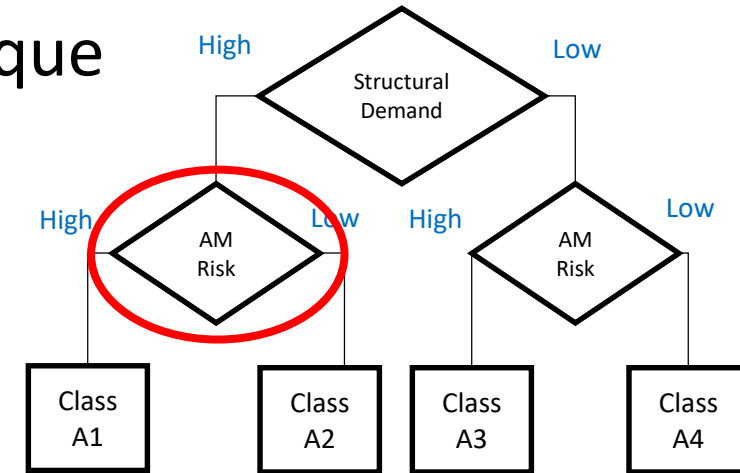 que
High
Low
Structural
Demand
High
Low
High
Low
AM
Risk
AM
Risk
Class
A1
Class
A2
Class
A3
Class
A4